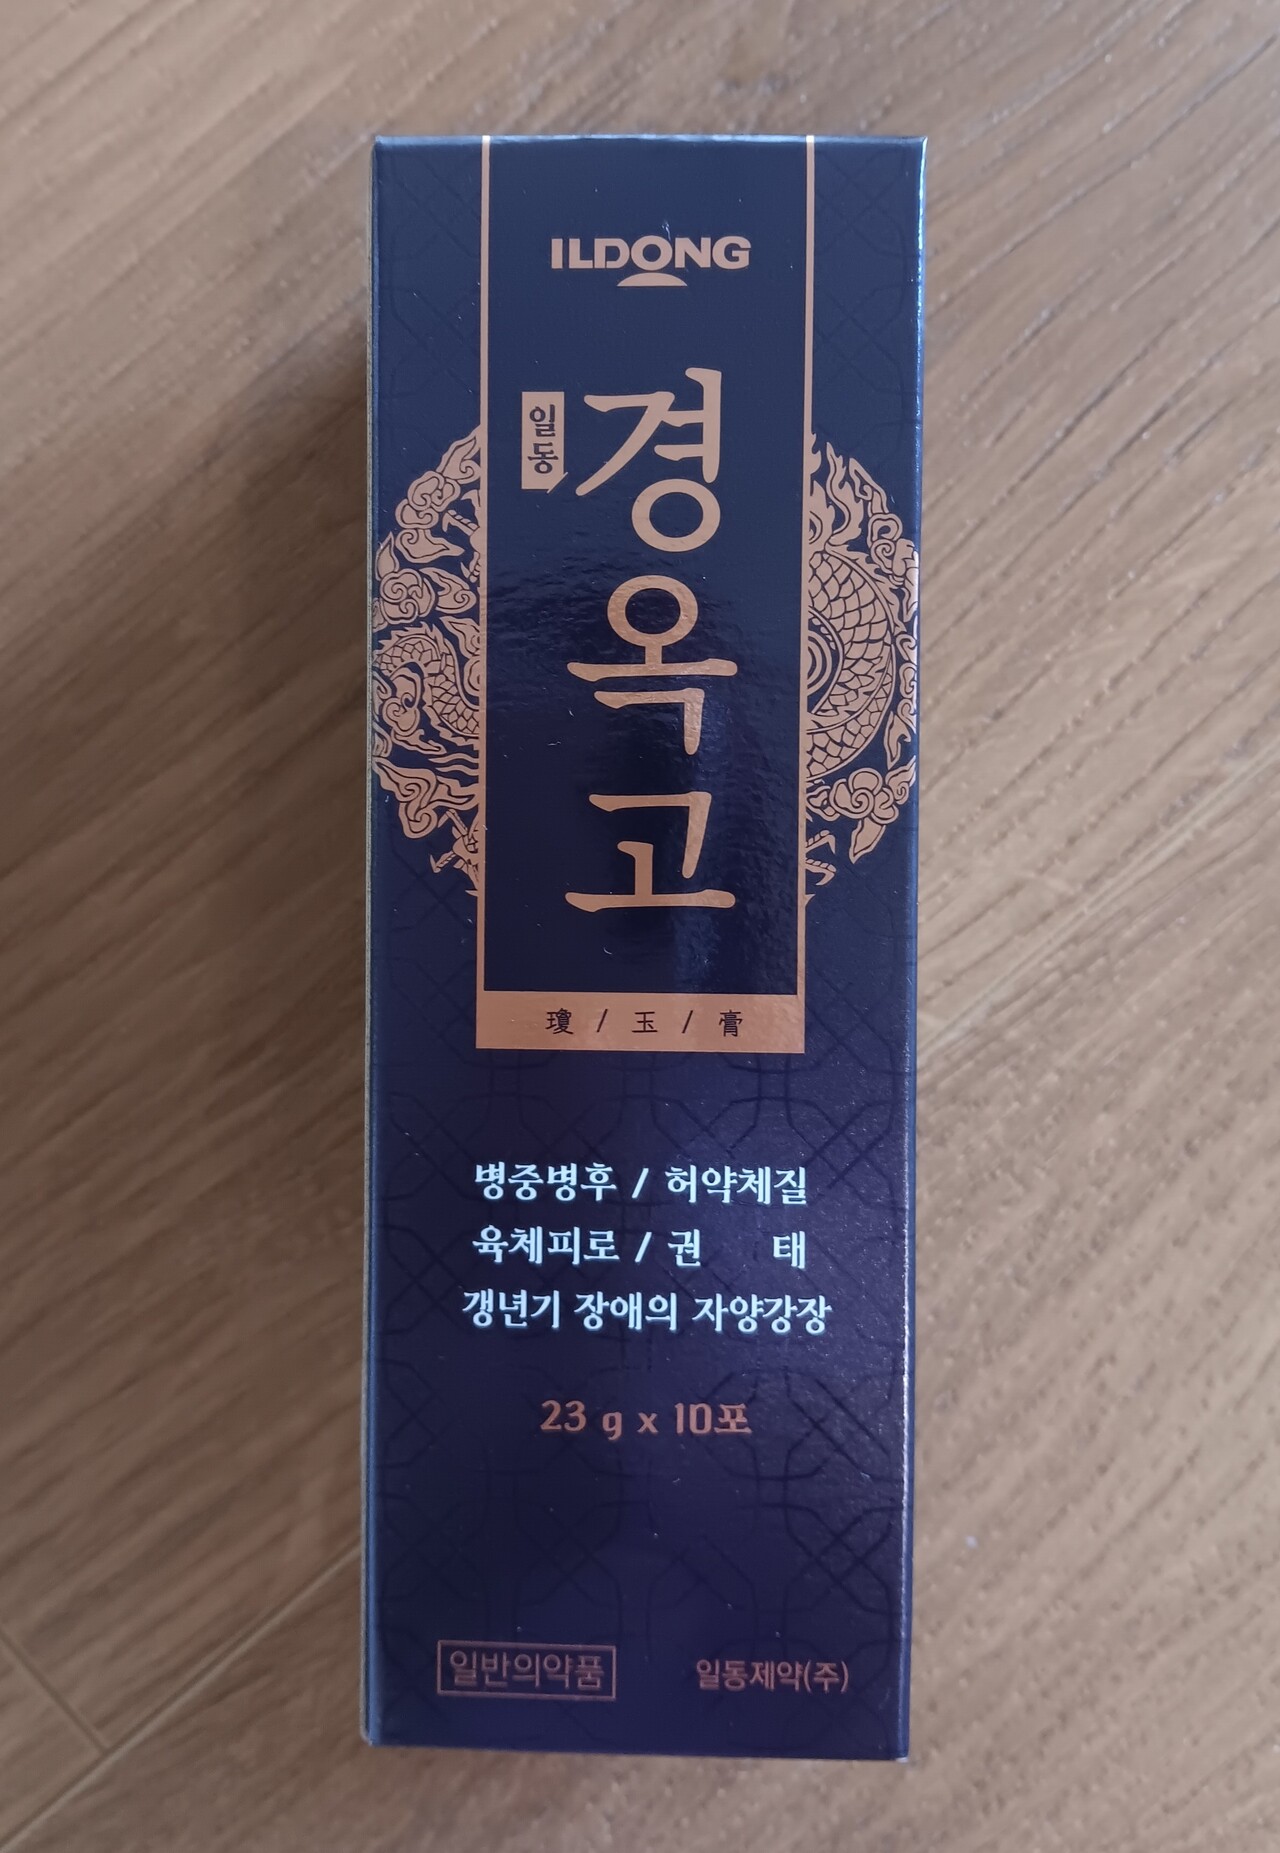 ILDONG
일동
경옥고
瓊 / 玉 / 膏
병중병후 / 허약체질
육체피로 / 권 태
갱년기 장애의 자양강장
23 g x 10포
일반의약품
일동제약(주)